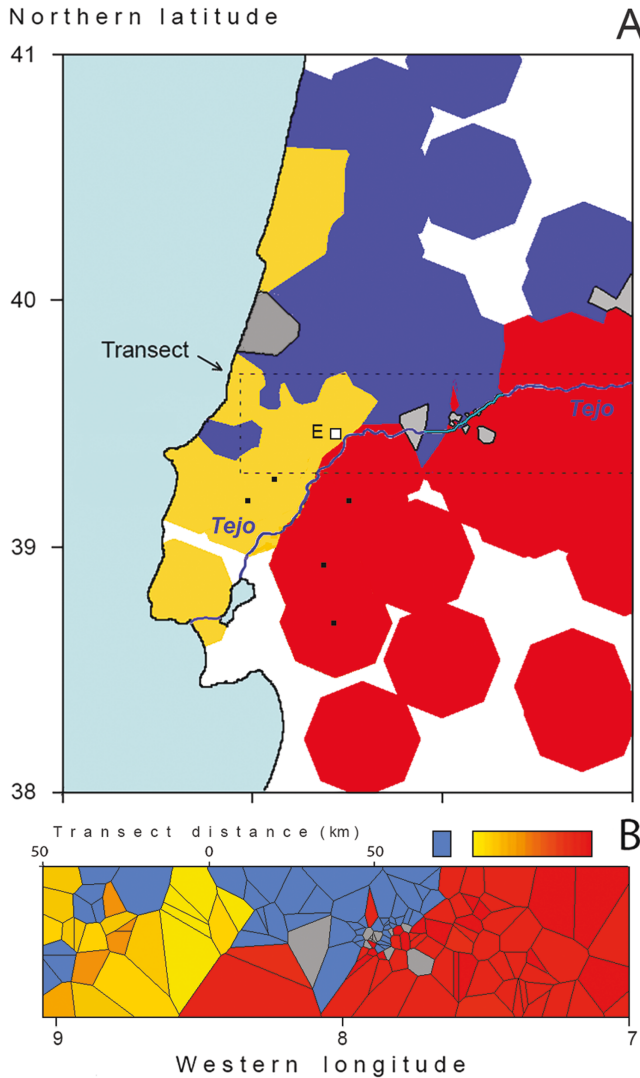 Northern latitude
A
41
40
Transect
Tejo
E
Tejo
39
38
Transect distance (km)
B
50
0
50
9
8
7
Western longitude